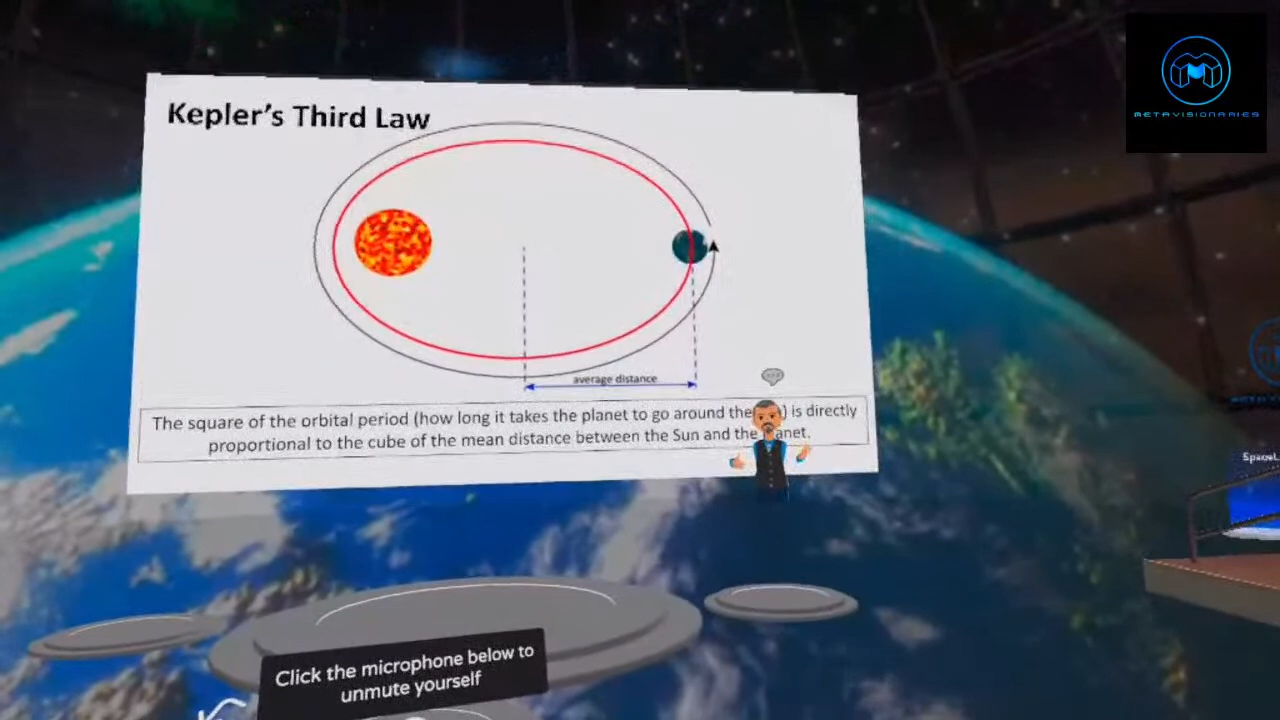 Kepler's Third Law
average distance
The square of the orbital period (how long it takes the planet to go around the ) is directly
proportional to the cube of the mean distance between the Sun and the anet.
Click the microphone below to
unmute yourself
METAVISIONARIES
SpaceL